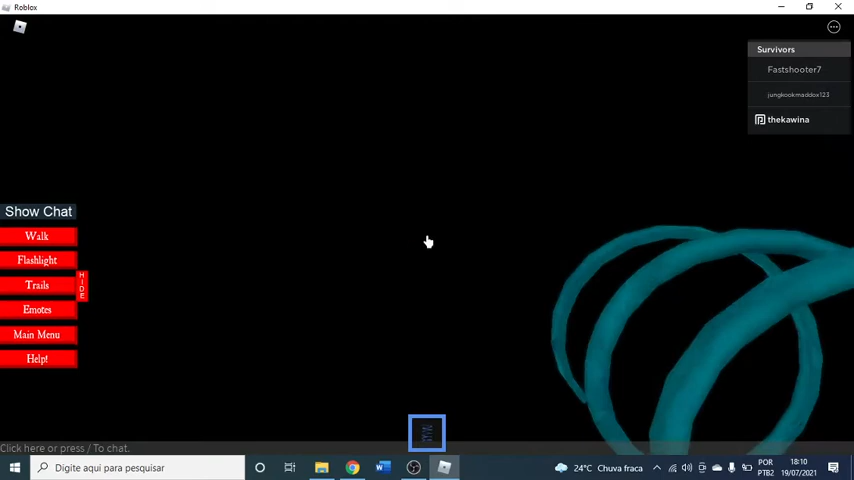 Roblox
Survivors
Fastshooter7
jungkookmaddox123
thekawina
Show Chat
Walk
Flashlight
HIDE
Trails
Emotes
Main Menu
Help!
Click here or press / To chat.
Digite aqui para pesquisar
24°C Chuva fraca
POR
PTB2
18:10
19/07/2021